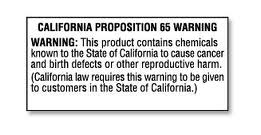 CALIFORNIA PROPOSITION 65 WARNING
WARNING: This product contains chemicals
known to the State of California to cause cancer
and birth defects or other reproductive harm.
(California law requires this warning to be given
to customers in the State of California.)